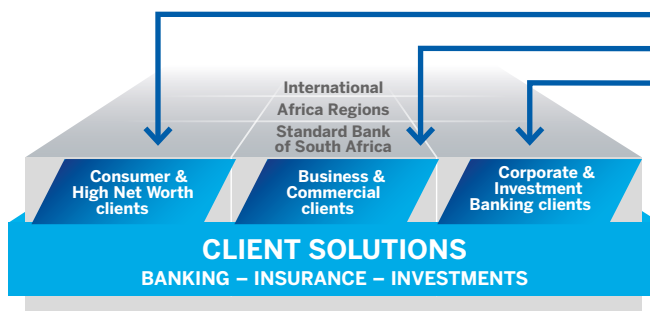 International
Africa Regions
Standard Bank
of South Africa
Consumer &
High Net Worth
clients
Business &
Commercial
clients
Corporate &
Investment
Banking clients
CLIENT SOLUTIONS
BANKING – INSURANCE – INVESTMENTS